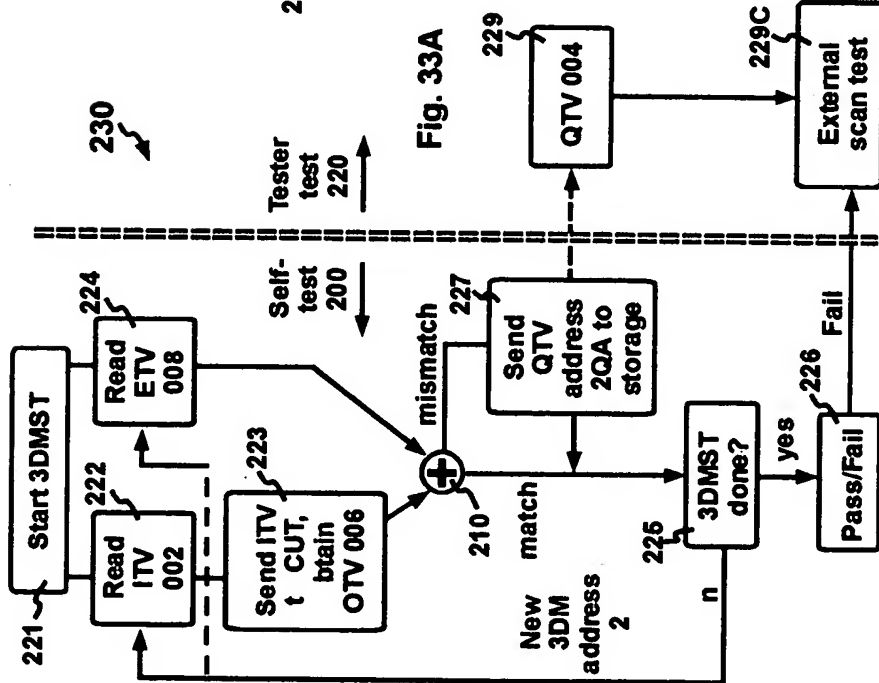 230
2
Start 3DMST
221
222
Read
ITV
002
224
Read
ETV
008
Self-
test
200
Tester
test
220
Fig. 33A
229
QTV 004
223
Send ITV
t CUT,
btain
OTV 006
mismatch
227
Send
QTV
address
2QA to
storage
210
match
New
3DM
address
2
225
3DMST
done?
n
yes
226
Pass/Fail
Fail
229C
External
scan test